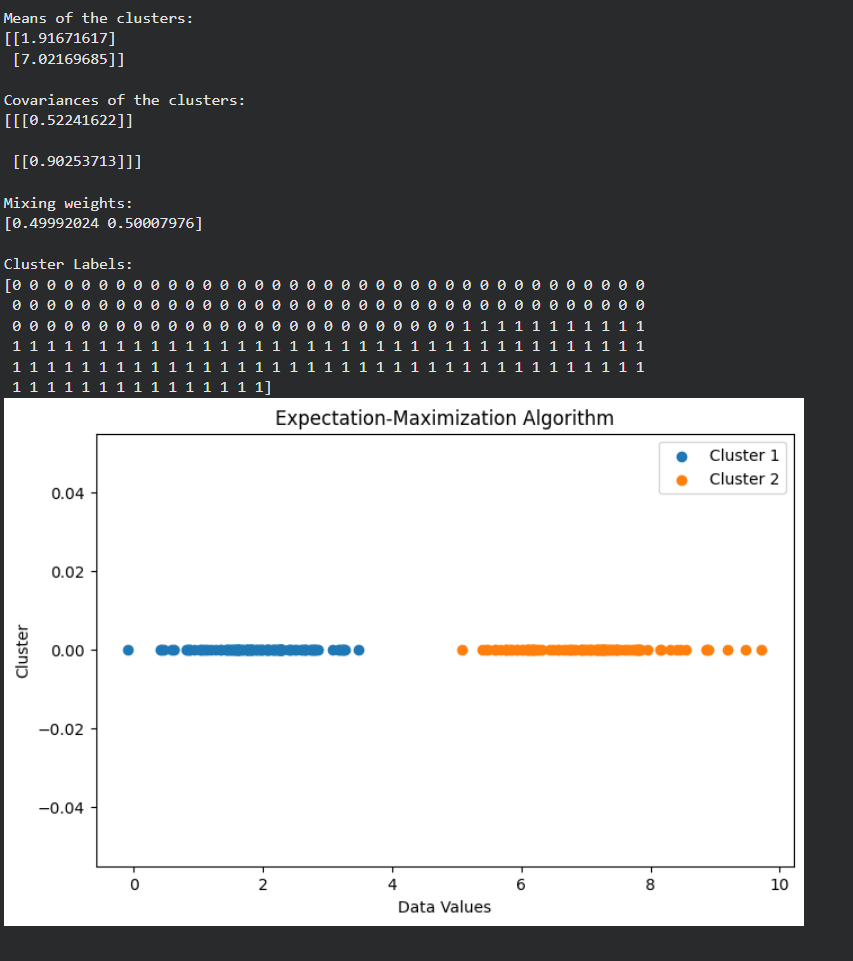 Means of the clusters:
[[1.91671617]
 [7.02169685]]
Covariances of the clusters:
[[[0.52241622]]
 [[0.90253713]]]
Mixing weights:
[0.49992024 0.50007976]
Cluster Labels:
[0 0 0 0 0 0 0 0 0 0 0 0 0 0 0 0 0 0 0 0 0 0 0 0 0 0 0 0 0 0 0 0 0 0 0 0 0
 0 0 0 0 0 0 0 0 0 0 0 0 0 0 0 0 0 0 0 0 0 0 0 0 0 0 0 0 0 0 0 0 0 0 0 0 0
 0 0 0 0 0 0 0 0 0 0 0 0 0 0 0 0 0 0 0 0 0 0 0 0 0 0 1 1 1 1 1 1 1 1 1 1 1
 1 1 1 1 1 1 1 1 1 1 1 1 1 1 1 1 1 1 1 1 1 1 1 1 1 1 1 1 1 1 1 1 1 1 1 1 1
 1 1 1 1 1 1 1 1 1 1 1 1 1 1 1 1 1 1 1 1 1 1 1 1 1 1 1 1 1 1 1 1 1 1 1 1 1
 1 1 1 1 1 1 1 1 1 1 1 1 1 1 1]
Expectation-Maximization Algorithm
Cluster 1
Cluster 2
0.04
0.02
0.00
−0.02
−0.04
Cluster
0 2 4 6 8 10
Data Values